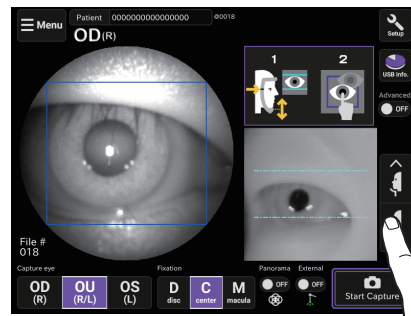 Menu
Patient 0000000000000000 @0018
OD(R)
Setup
1 2
USB Info.
Advanced
OFF
File #
018
Capture eye
OD
(R)
OU
(R/L)
OS
(L)
Fixation
D
disc
C
center
M
macula
Panorama
OFF
External
OFF
Start Capture